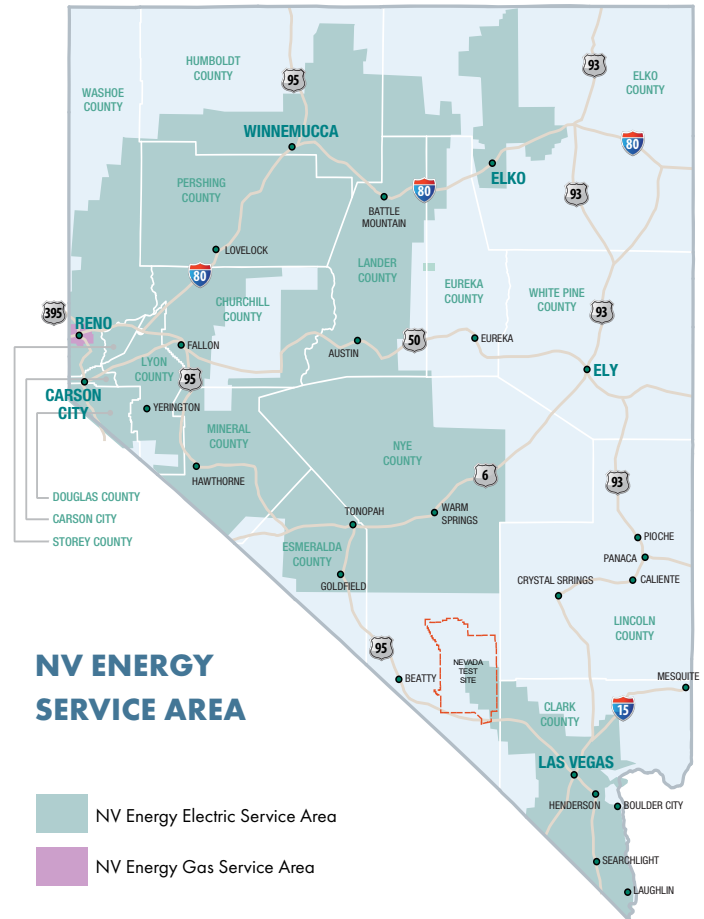 HUMBOLDT
COUNTY
WASHOE
COUNTY
95
93
ELKO
COUNTY
WINNEMUCCA
80
ELKO
PERSHING
COUNTY
80
93
BATTLE
MOUNTAIN
LOVELOCK
LANDER
COUNTY
80
CHURCHILL
COUNTY
EUREKA
COUNTY
WHITE PINE
COUNTY
93
395
RENO
FALLON
AUSTIN
50
EUREKA
LYON
COUNTY
95
ELY
CARSON
CITY
YERINGTON
MINERAL
COUNTY
NYE
COUNTY
HAWTHORNE
6
93
DOUGLAS COUNTY
CARSON CITY
STOREY COUNTY
TONOPAH
WARM
SPRINGS
ESMERALDA
COUNTY
GOLDFIELD
PIOCHE
PANACA
CRYSTAL SRRINGS
CALIENTE
LINCOLN
COUNTY
95
BEATTY
NEVADA
TEST
SITE
MESQUITE
NV ENERGY
SERVICE AREA
CLARK
COUNTY
15
LAS VEGAS
HENDERSON
BOULDER CITY
NV Energy Electric Service Area
NV Energy Gas Service Area
SEARCHLIGHT
LAUGHLIN